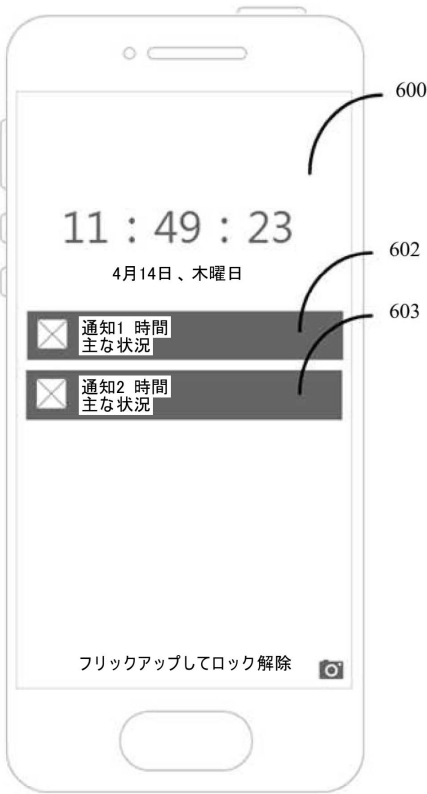 600
11：49：23
602
4月14日、木曜日
603
通知1 時間
主な状況
通知2 時間
主な状況
フリックアップしてロック解除